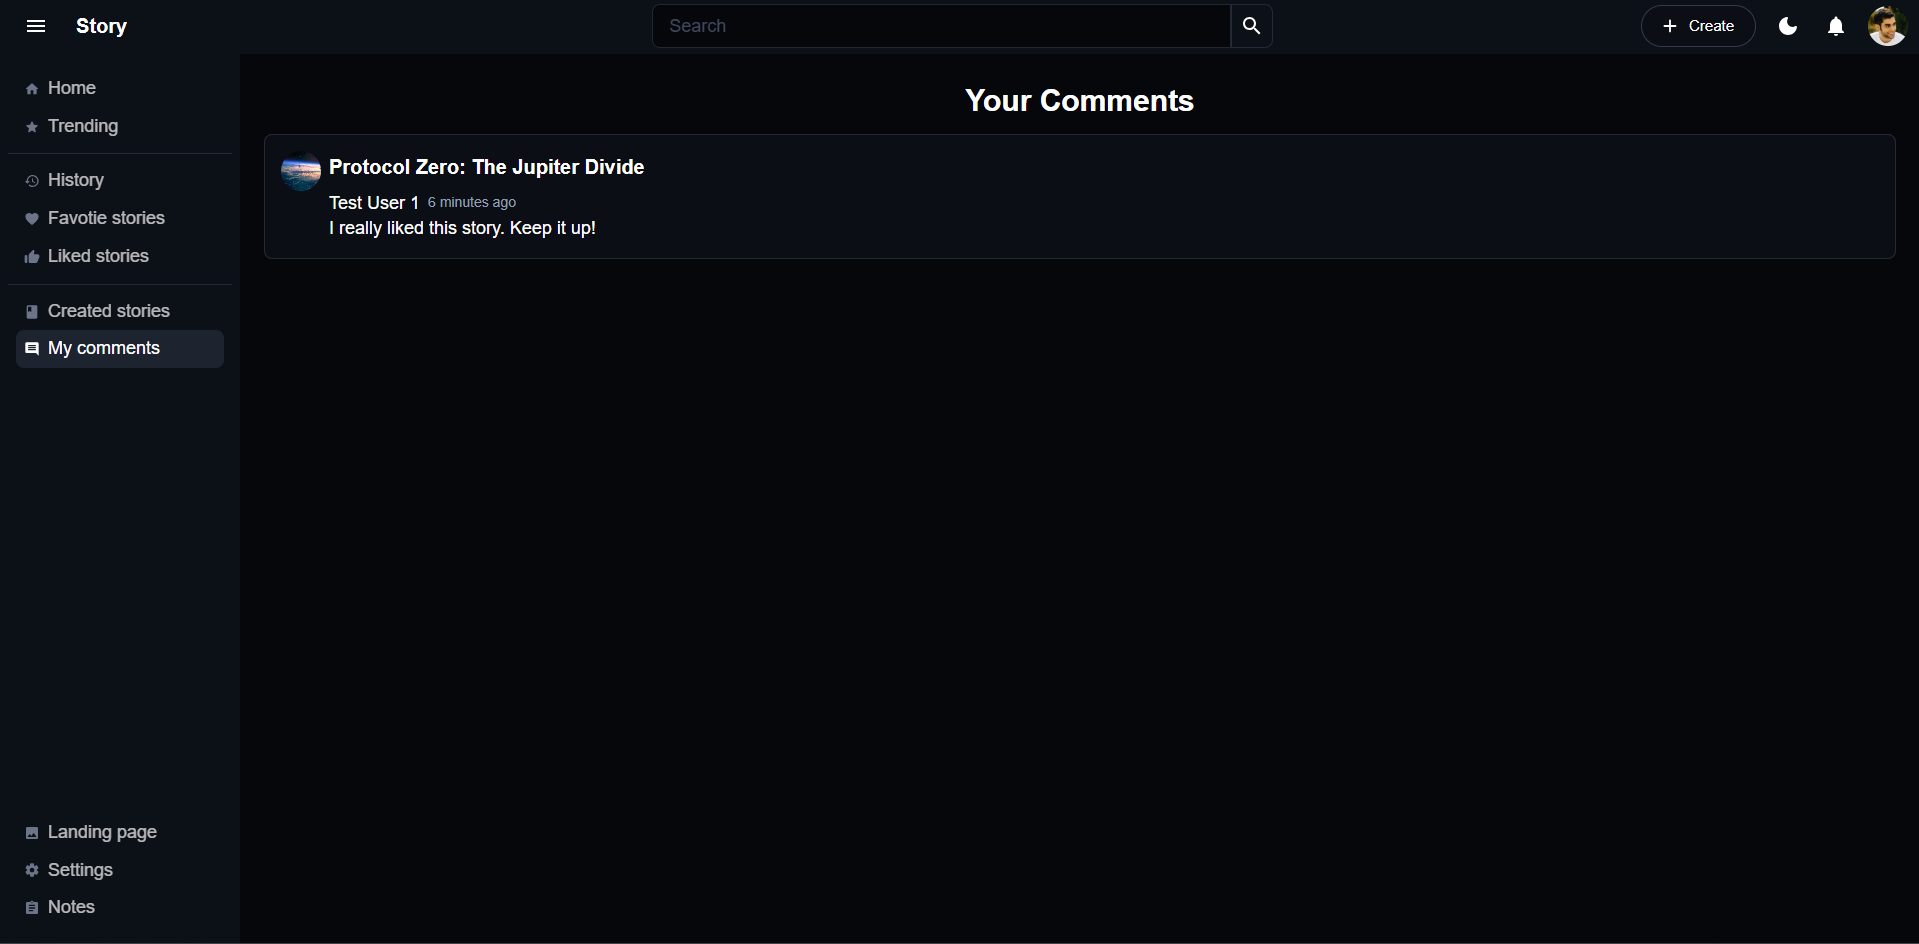 Story
Search
Create
Home
Trending
History
Favotie stories
Liked stories
Created stories
My comments
Landing page
Settings
Notes
Your Comments
Protocol Zero: The Jupiter Divide
Test User 1 6 minutes ago
I really liked this story. Keep it up!